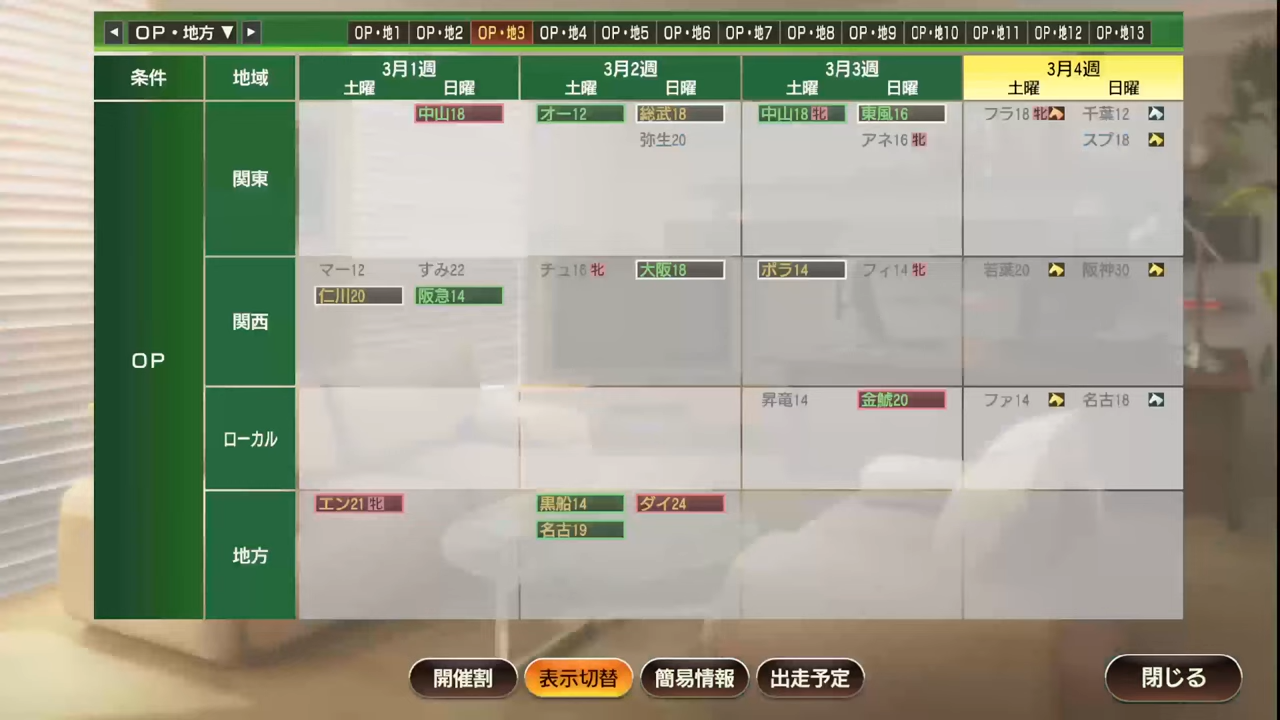 ◀ OP・地方▼ ▶ OP・地1 OP・地2 OP・地3 OP・地4 OP・地5 OP・地6 OP・地7 OP・地8 OP・地9 OP・地10 OP・地11 OP・地12 OP・地13
条件 地域 3月1週 3月2週 3月3週 3月4週
土曜 日曜 土曜 日曜 土曜 日曜 土曜 日曜
OP
関東
中山18 オー12 総武18 中山18牝 東風16 フラ18牝 千葉12
弥生20 アネ16牝 スプ18
関西
マー12 すみ22 チュ18牝 大阪18 ポラ14 フィ14牝 若葉20 阪神30
仁川20 阪急14
ローカル
昇竜14 金鯱20 ファ14 名古18
地方
エン21牝 黒船14 ダイ24
名古19
開催割 表示切替 簡易情報 出走予定 閉じる